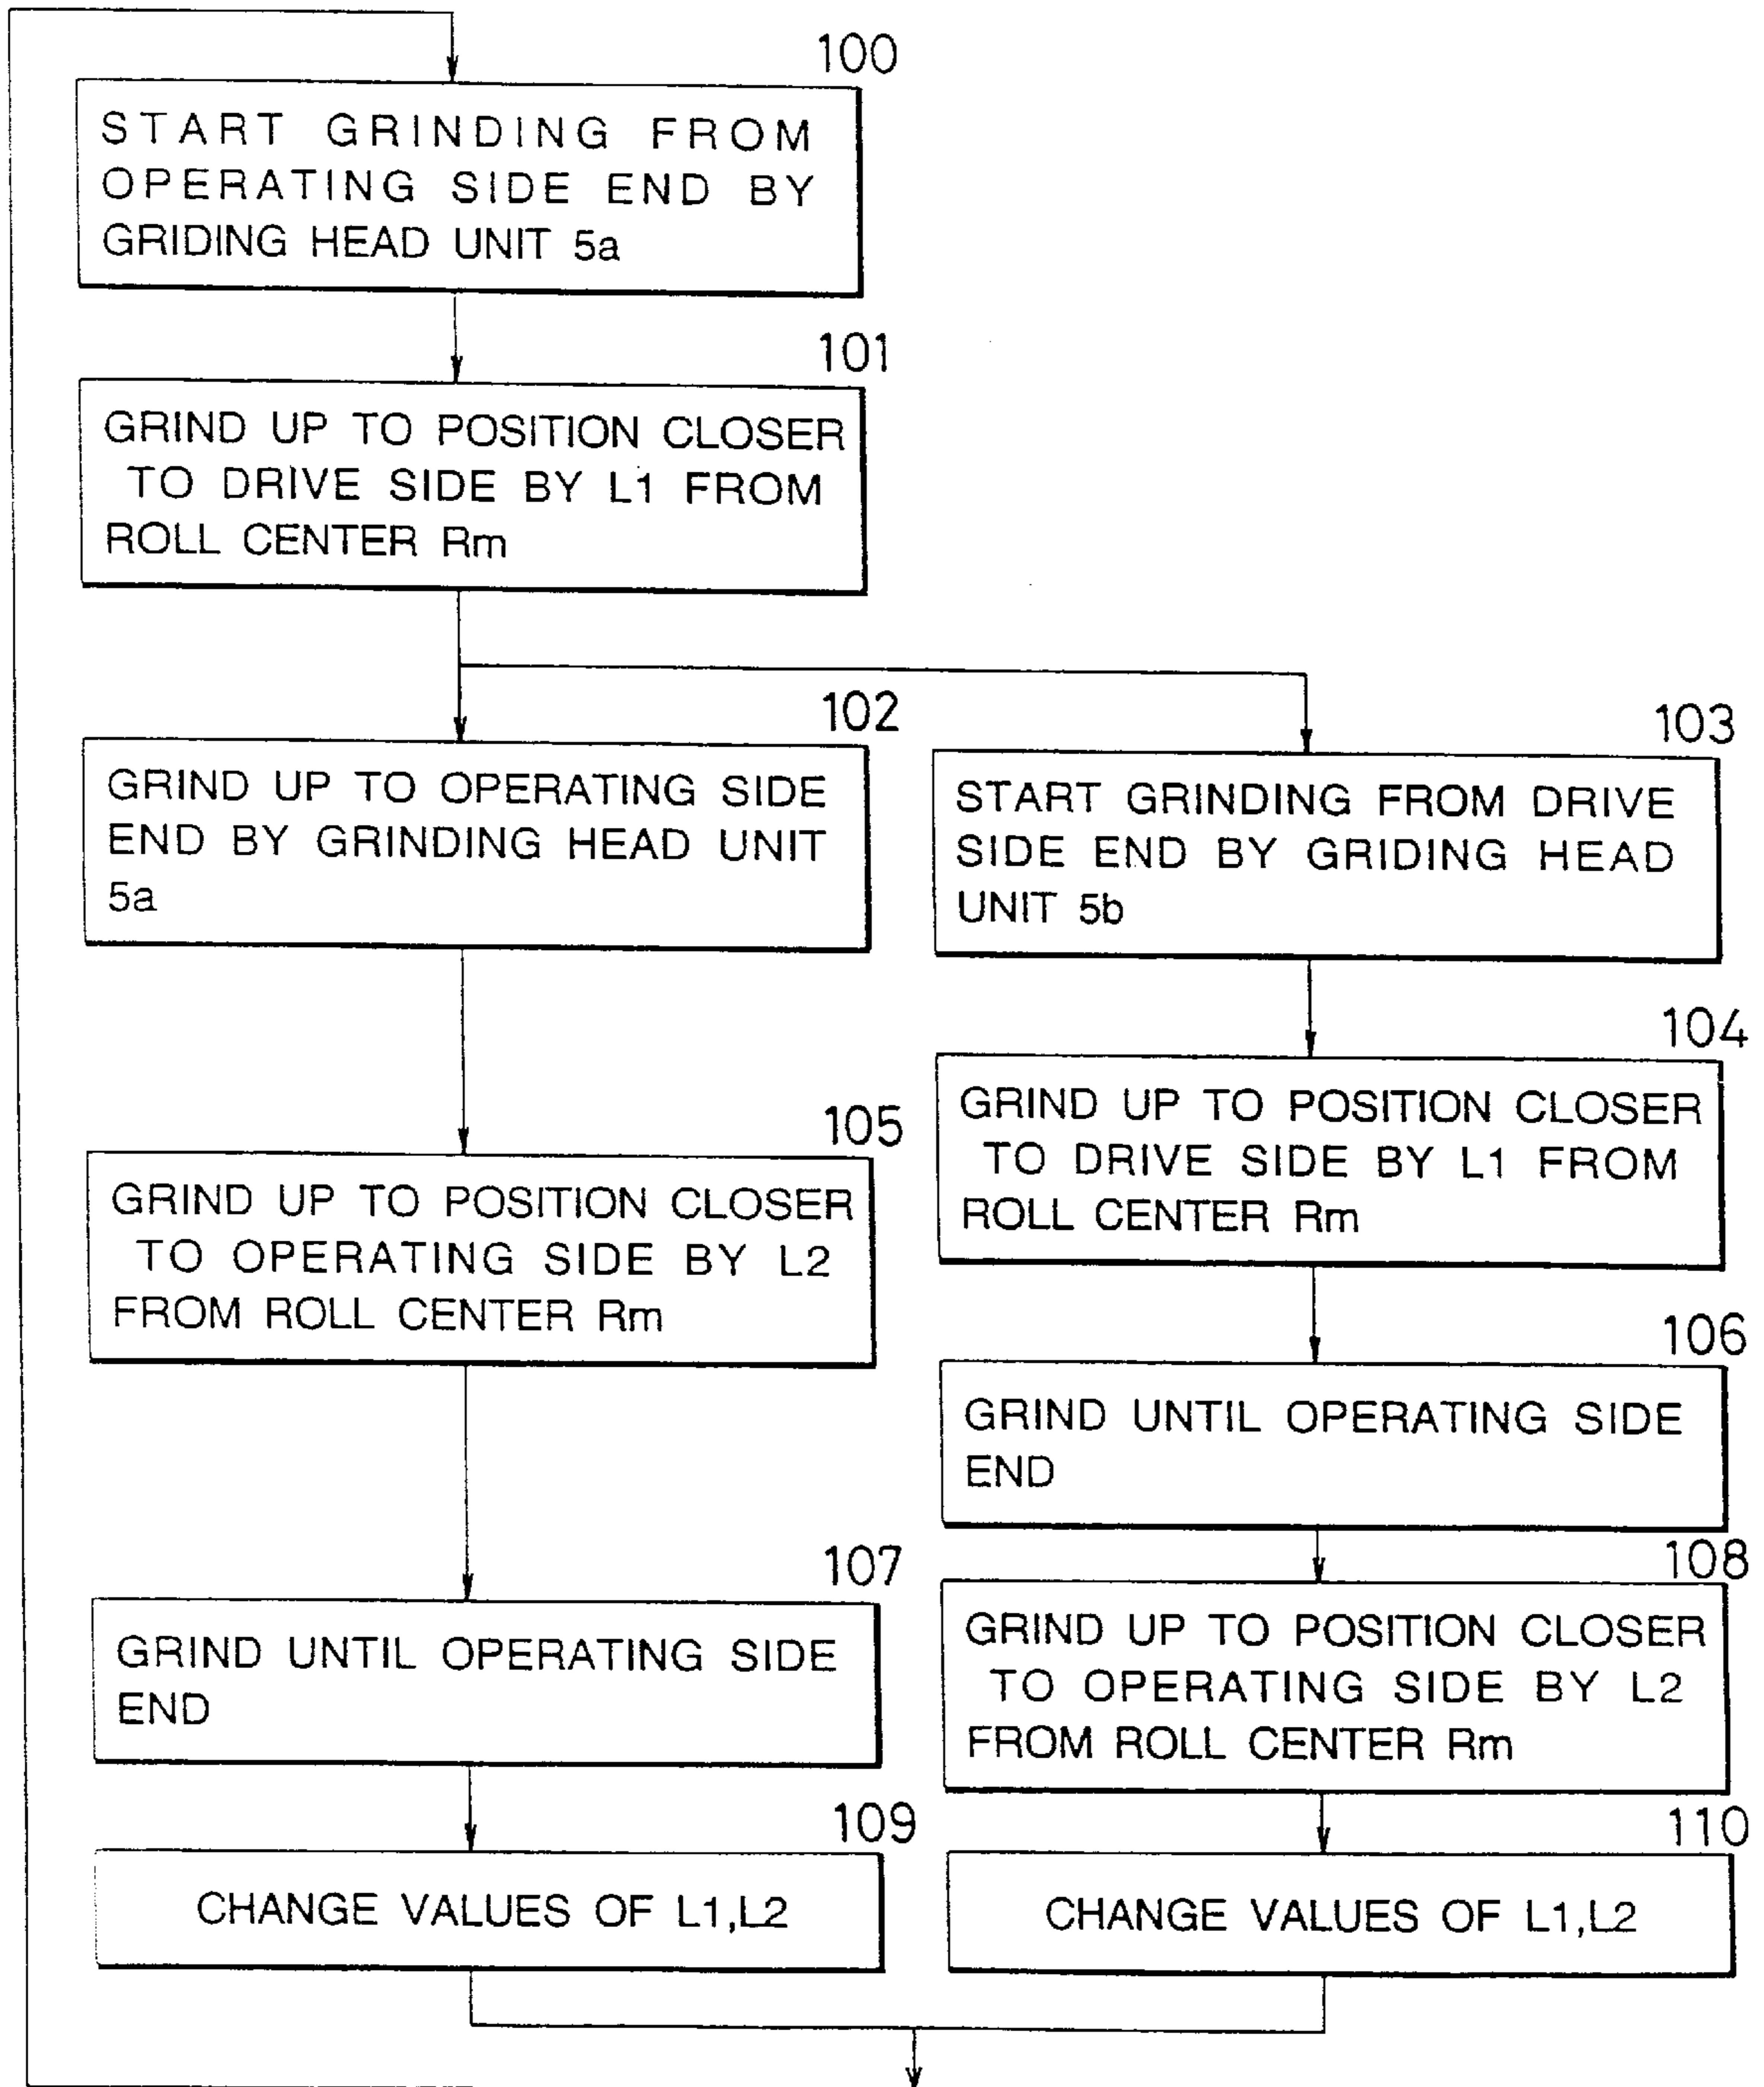 100
START GRINDING FROM
OPERATING SIDE END BY
GRIDING HEAD UNIT 5a
101
GRIND UP TO POSITION CLOSER
TO DRIVE SIDE BY L1 FROM
ROLL CENTER Rm
102
GRIND UP TO OPERATING SIDE
END BY GRINDING HEAD UNIT
5a
103
START GRINDING FROM DRIVE
SIDE END BY GRIDING HEAD
UNIT 5b
104
GRIND UP TO POSITION CLOSER
TO DRIVE SIDE BY L1 FROM
ROLL CENTER Rm
105
GRIND UP TO POSITION CLOSER
TO OPERATING SIDE BY L2
FROM ROLL CENTER Rm
106
GRIND UNTIL OPERATING SIDE
END
107
GRIND UNTIL OPERATING SIDE
END
108
GRIND UP TO POSITION CLOSER
TO OPERATING SIDE BY L2
FROM ROLL CENTER Rm
109
CHANGE VALUES OF L1,L2
110
CHANGE VALUES OF L1,L2